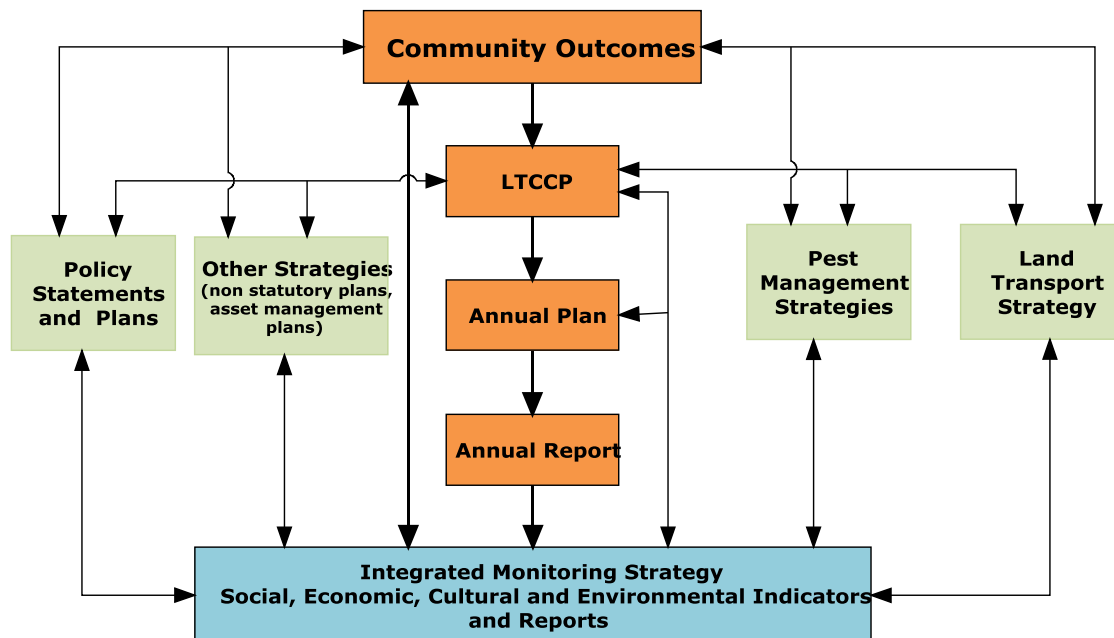 Community Outcomes
LTCCP
Policy
Statements
and Plans
Other Strategies
(non statutory plans,
asset management
plans)
Pest
Management
Strategies
Land
Transport
Strategy
Annual Plan
Annual Report
Integrated Monitoring Strategy
Social, Economic, Cultural and Environmental Indicators
and Reports